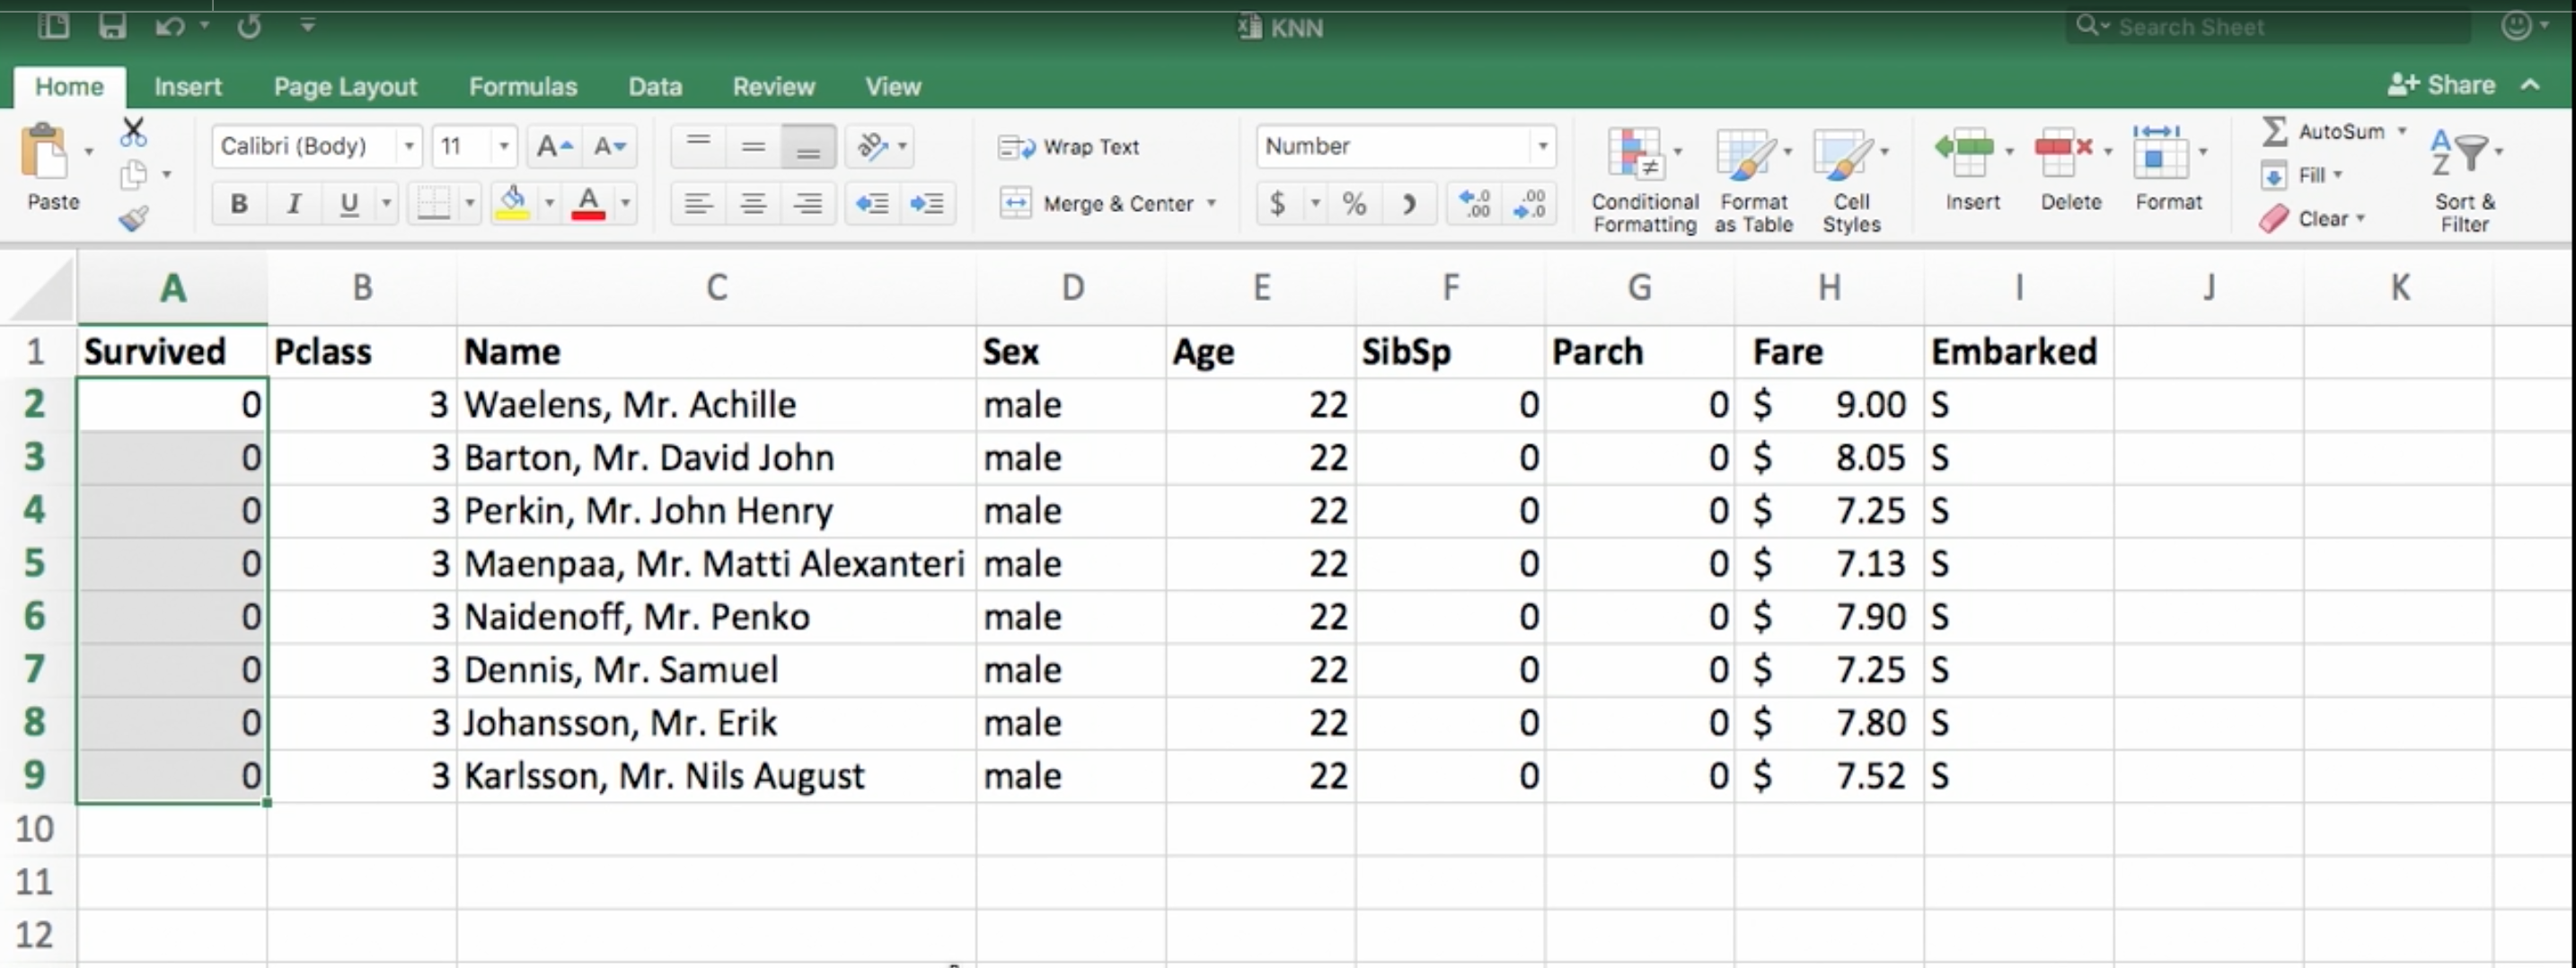 KNN
Search Sheet
Home Insert Page Layout Formulas Data Review View Share
Paste
Calibri (Body) 11 A A
B I U A
Wrap Text
Merge & Center
Number
$ % ) .0 .00 .00 .0
Conditional Formatting
Format as Table
Cell Styles
Insert
Delete
Format
AutoSum
Fill
Clear
A Z
Sort & Filter
A B C D E F G H I J K
1 Survived Pclass Name Sex Age SibSp Parch Fare Embarked
2 0 3 Waelens, Mr. Achille male 22 0 0 $ 9.00 S
3 0 3 Barton, Mr. David John male 22 0 0 $ 8.05 S
4 0 3 Perkin, Mr. John Henry male 22 0 0 $ 7.25 S
5 0 3 Maenpaa, Mr. Matti Alexanteri male 22 0 0 $ 7.13 S
6 0 3 Naidenoff, Mr. Penko male 22 0 0 $ 7.90 S
7 0 3 Dennis, Mr. Samuel male 22 0 0 $ 7.25 S
8 0 3 Johansson, Mr. Erik male 22 0 0 $ 7.80 S
9 0 3 Karlsson, Mr. Nils August male 22 0 0 $ 7.52 S
10
11
12